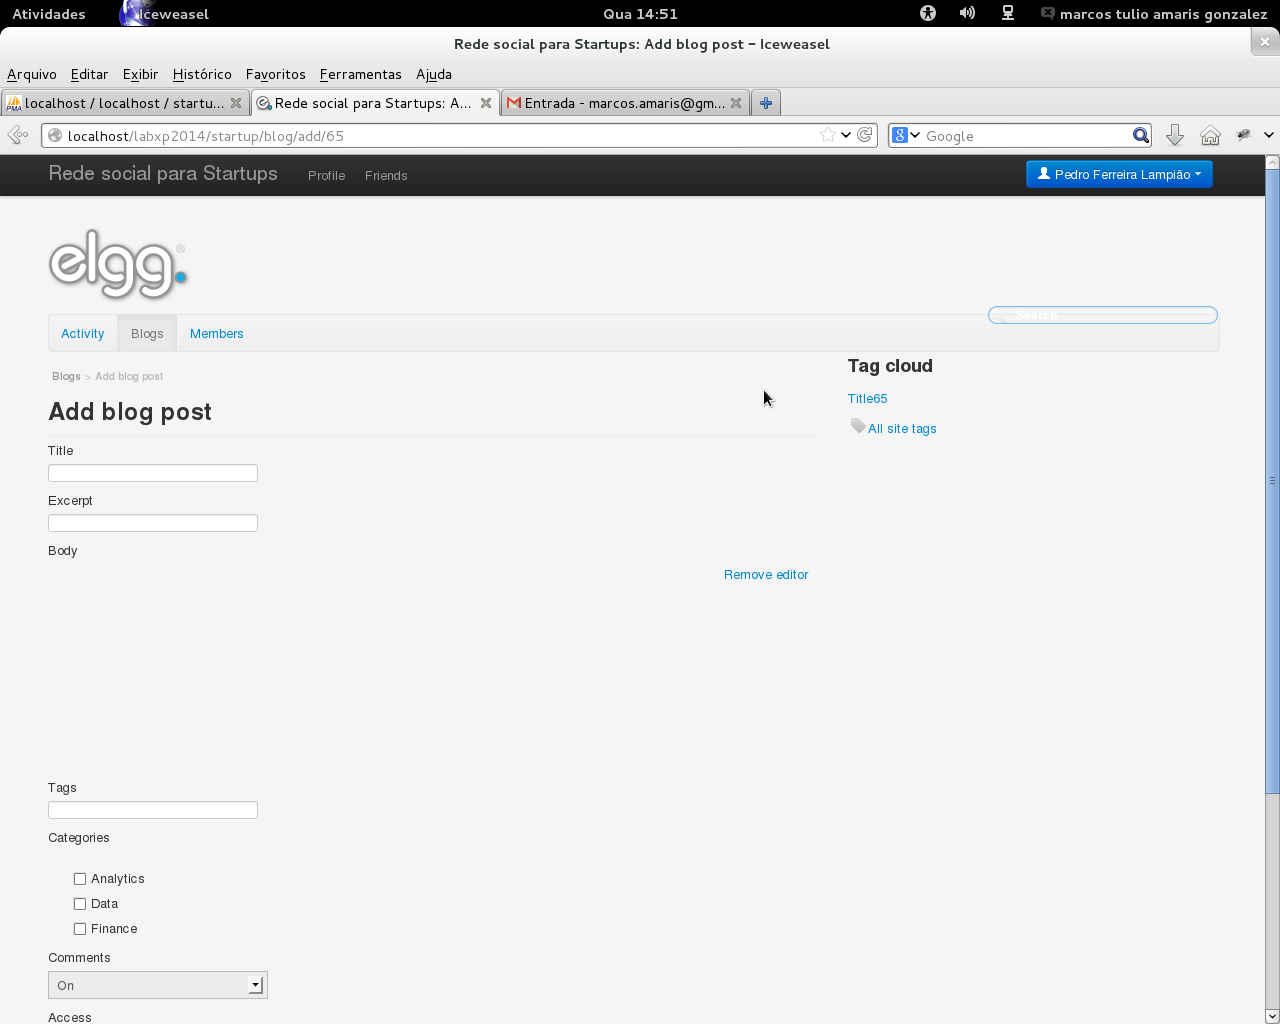 Atividades Iceweasel Qua 14:51 marcos tulio amaris gonzalez
Rede social para Startups: Add blog post - Iceweasel
Arquivo Editar Exibir Histórico Favoritos Ferramentas Ajuda
PMA localhost / localhost / startu... Rede social para Startups: A... Entrada - marcos.amaris@gm...
localhost/labxp2014/startup/blog/add/65 8 Google
Rede social para Startups Profile Friends Pedro Ferreira Lampião
elgg.®
Search
Activity Blogs Members
Tag cloud
Blogs > Add blog post
Title65
Add blog post
All site tags
Title
Excerpt
Body
Remove editor
Tags
Categories
Analytics
Data
Finance
Comments
On
Access